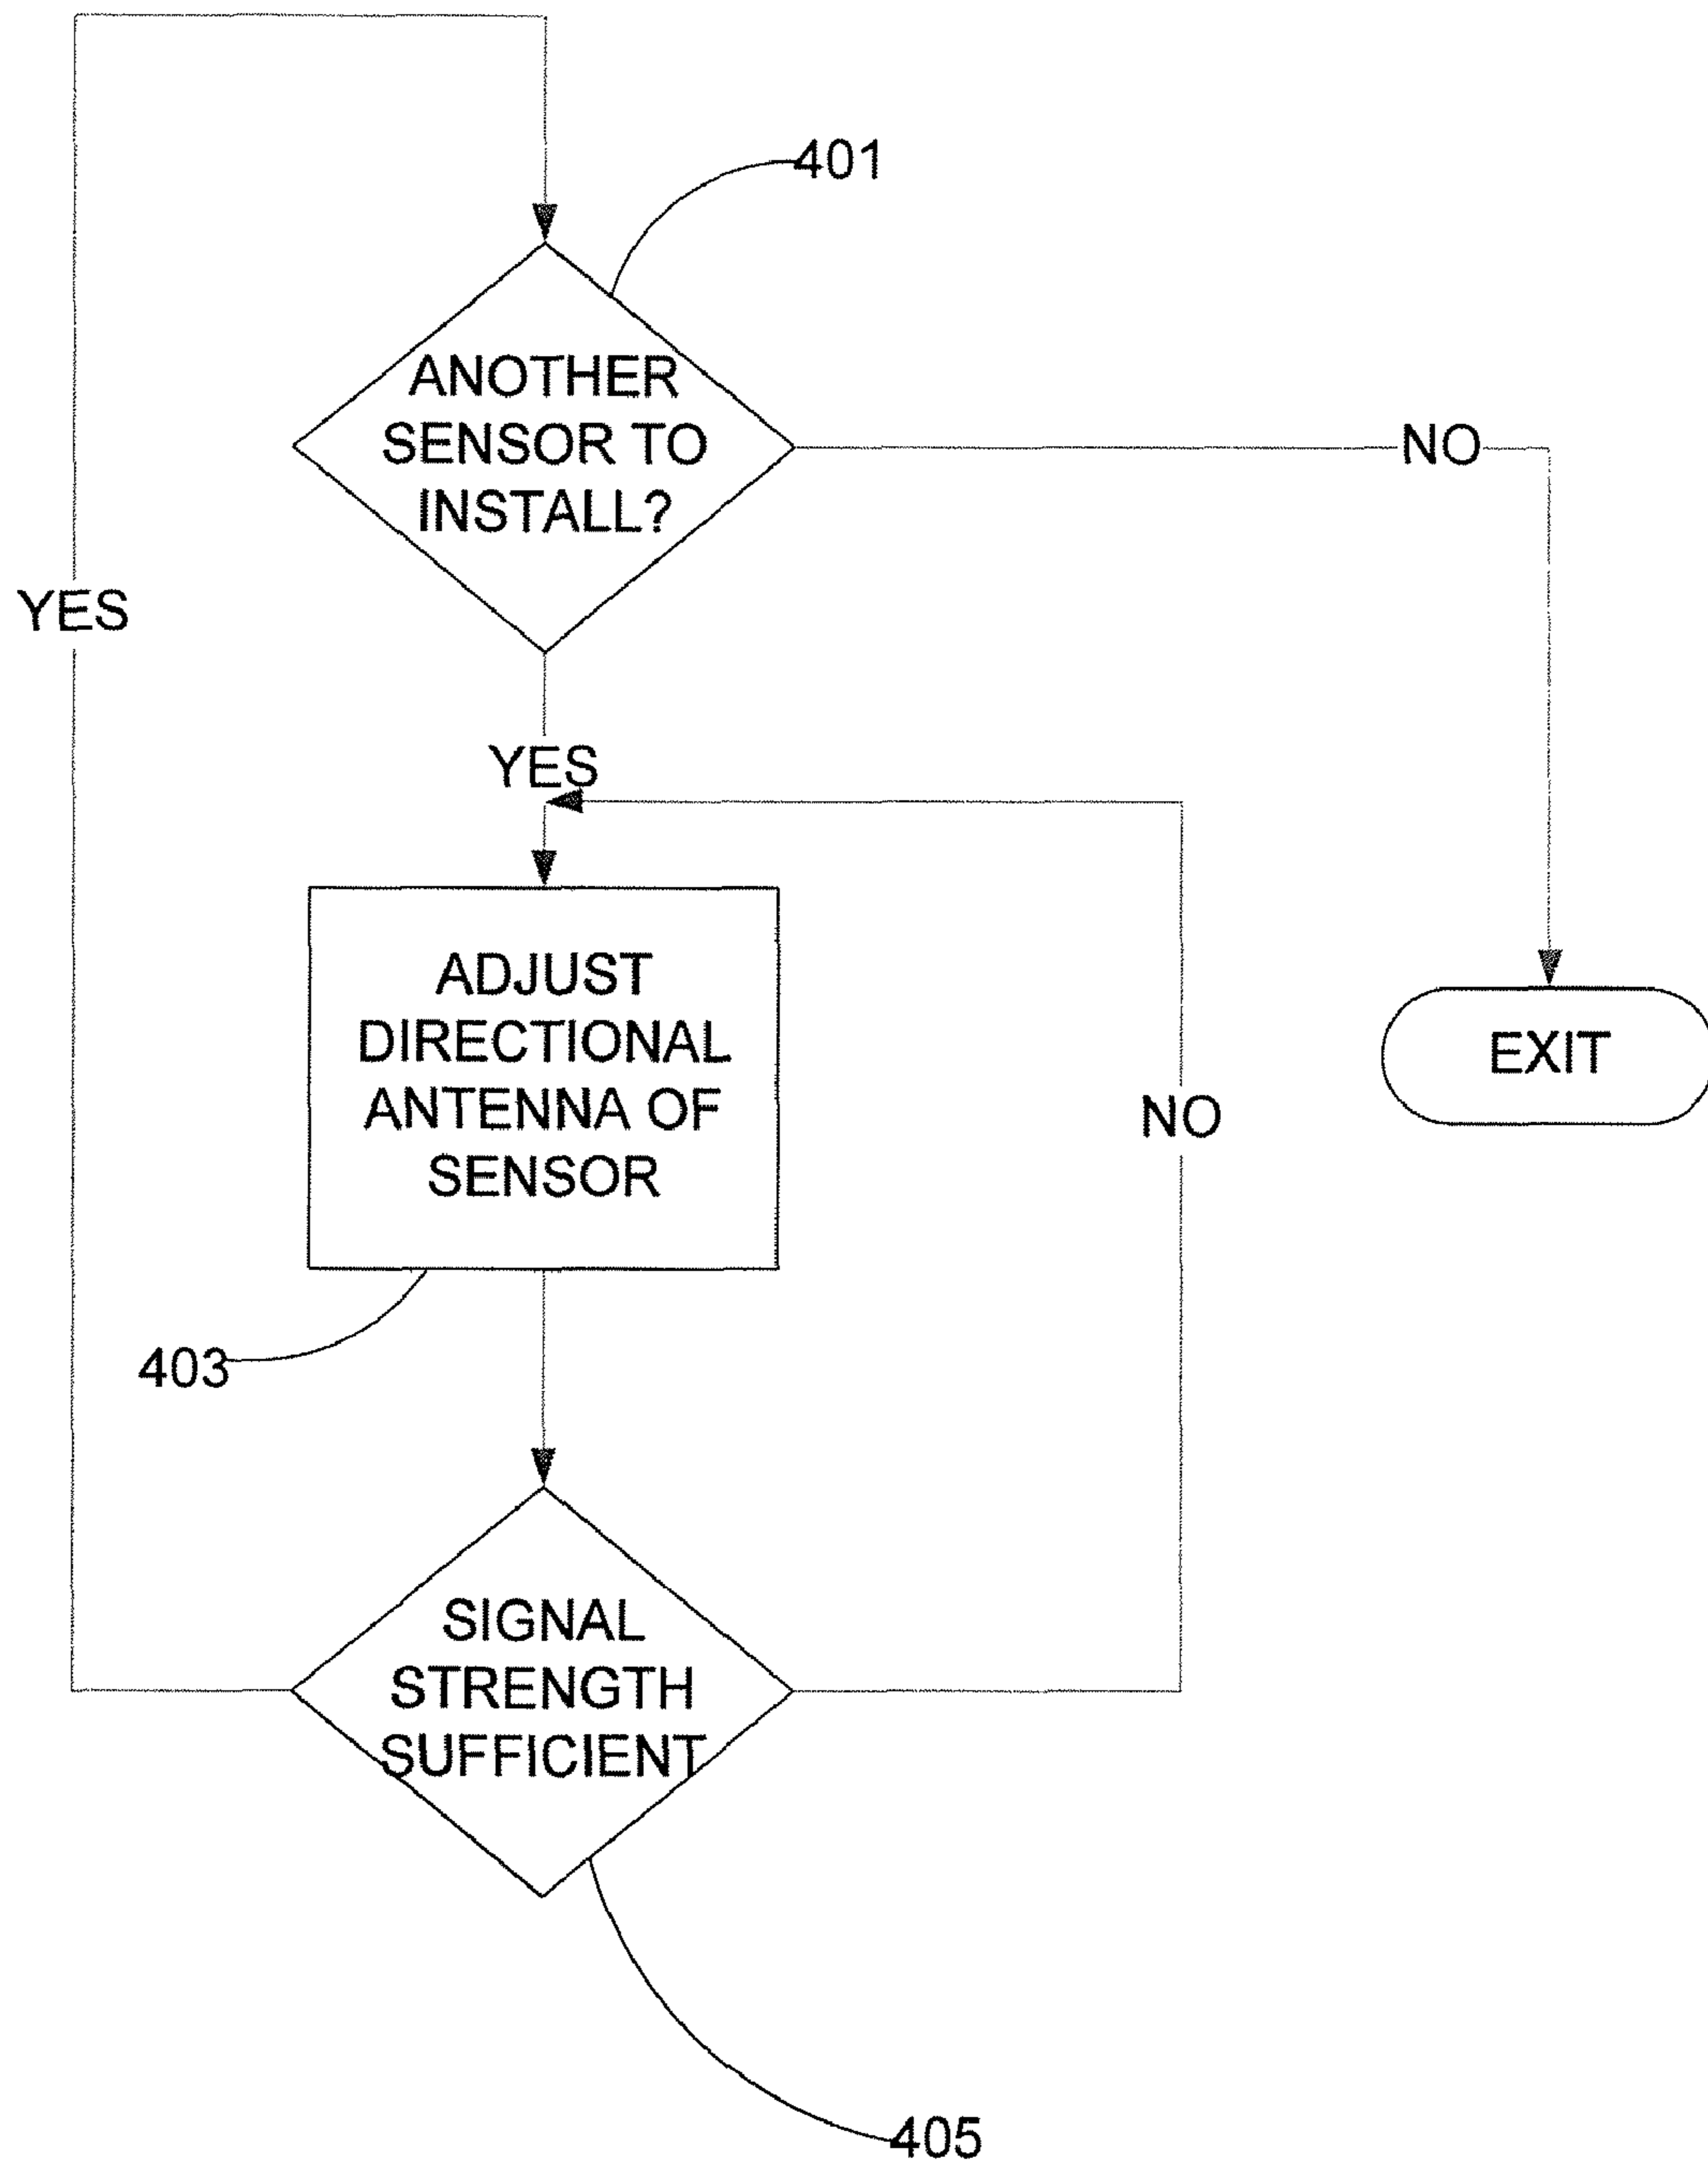 401
ANOTHER
SENSOR TO
INSTALL?
NO
YES
YES
ADJUST
DIRECTIONAL
ANTENNA OF
SENSOR
EXIT
NO
403
SIGNAL
STRENGTH
SUFFICIENT
405